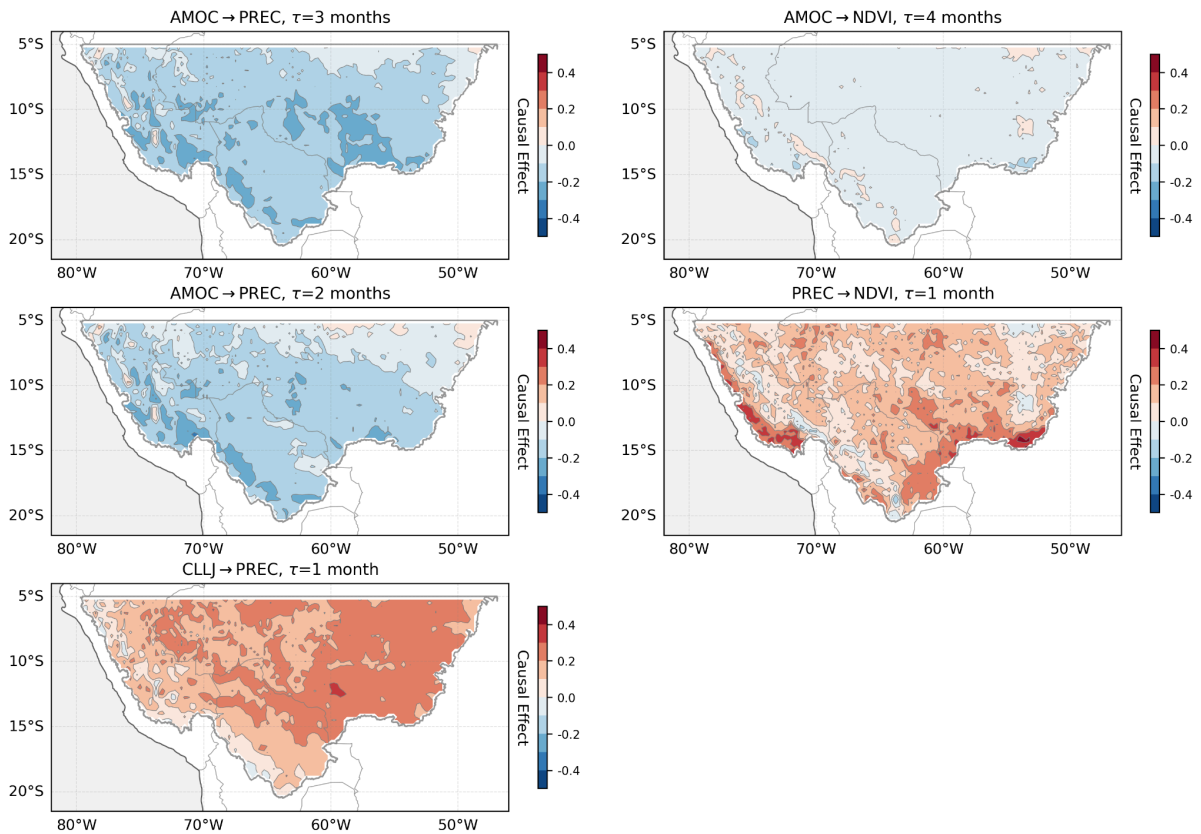 AMOC→PREC, τ=3 months
5°S
10°S
15°S
20°S
80°W 70°W 60°W 50°W
0.4
0.2
0.0
-0.2
-0.4
Causal Effect
AMOC→NDVI, τ=4 months
5°S
10°S
15°S
20°S
80°W 70°W 60°W 50°W
0.4
0.2
0.0
-0.2
-0.4
Causal Effect
AMOC→PREC, τ=2 months
5°S
10°S
15°S
20°S
80°W 70°W 60°W 50°W
0.4
0.2
0.0
-0.2
-0.4
Causal Effect
PREC→NDVI, τ=1 month
5°S
10°S
15°S
20°S
80°W 70°W 60°W 50°W
0.4
0.2
0.0
-0.2
-0.4
Causal Effect
CLLJ→PREC, τ=1 month
5°S
10°S
15°S
20°S
80°W 70°W 60°W 50°W
0.4
0.2
0.0
-0.2
-0.4
Causal Effect